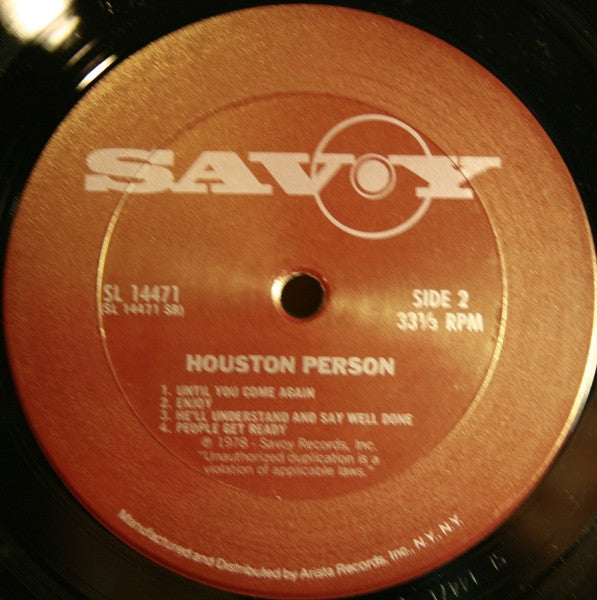 SAVOY
SL 14471
(SL 14471 SB)
SIDE 2
33⅓ RPM
HOUSTON PERSON
1. UNTIL YOU COME AGAIN
2. ENJOY
3. HE'LL UNDERSTAND AND SAY WELL DONE
4. PEOPLE GET READY
℗ 1978 - Savoy Records, Inc.
"Unauthorized duplication is a
violation of applicable laws."
Manufactured and Distributed by Arista Records, Inc., N.Y., N.Y.